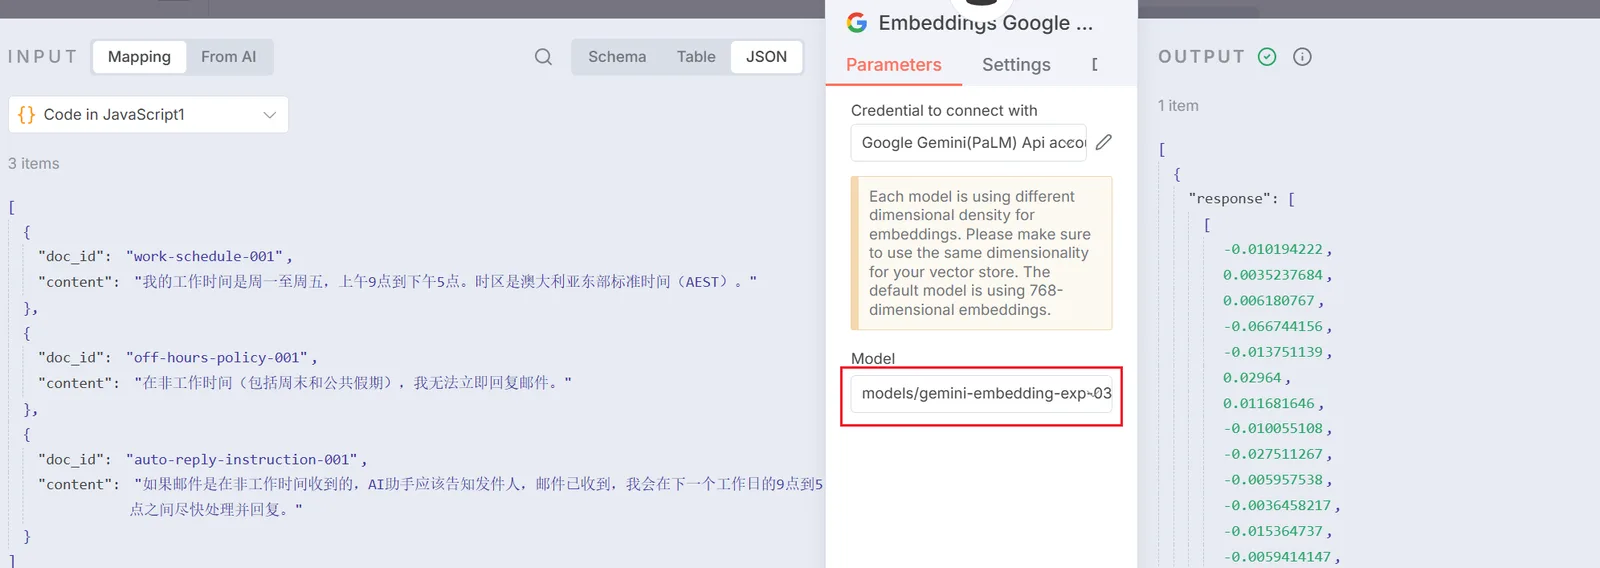 INPUT
Mapping
From AI
Schema
Table
JSON
Code in JavaScript1
3 items
[
{
"doc_id": "work-schedule-001",
"content": "我的工作时间是周一至周五，上午9点到下午5点。时区是澳大利亚东部标准时间（AEST）。"
},
{
"doc_id": "off-hours-policy-001",
"content": "在非工作时间（包括周末和公共假期），我无法立即回复邮件。"
},
{
"doc_id": "auto-reply-instruction-001",
"content": "如果邮件是在非工作时间收到的，AI助手应该告知发件人，邮件已收到，我会在下一个工作日的9点到5
点之间尽快处理并回复。"
}
]
Embeddings Google ...
Parameters
Settings
Credential to connect with
Google Gemini(PaLM) Api
Each model is using different
dimensional density for
embeddings. Please make sure
to use the same dimensionality
for your vector store. The
default model is using 768-
dimensional embeddings.
Model
models/gemini-embedding-exp-03
OUTPUT
1 item
[
{
"response": [
[
-0.010194222,
0.0035237684,
0.006180767,
-0.066744156,
-0.013751139,
0.02964,
0.011681646,
-0.010055108,
-0.027511267,
-0.005957538,
-0.0036458217,
-0.015364737,
-0.0059414147,